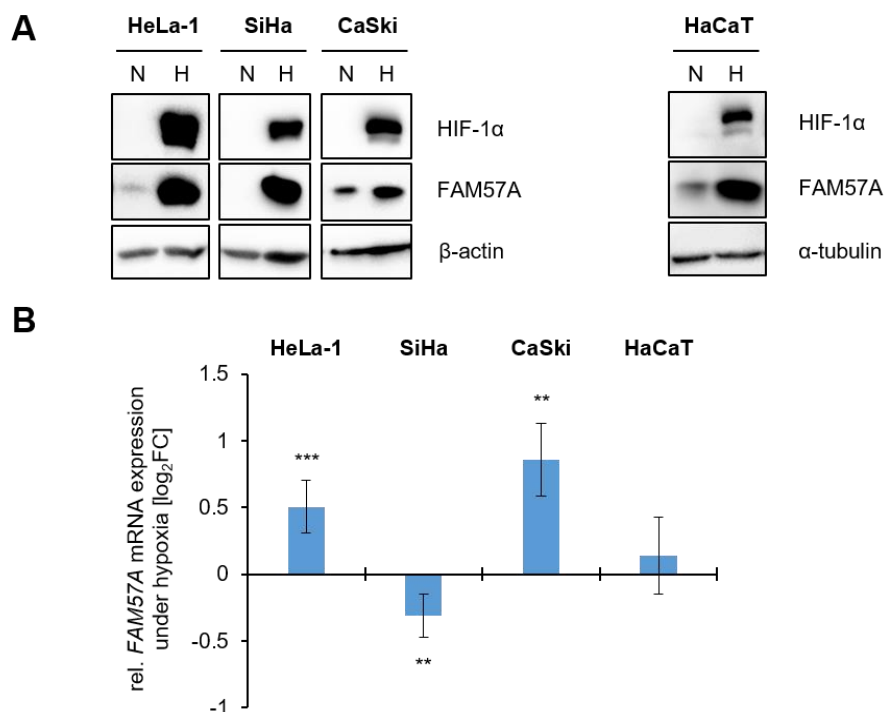 A
HeLa-1 SiHa CaSki HaCaT
N H N H N H N H
HIF-1α HIF-1α
FAM57A FAM57A
β-actin α-tubulin
B
HeLa-1 SiHa CaSki HaCaT
rel. FAM57A mRNA expression
under hypoxia [log₂FC]
1.5
1
0.5
0
-0.5
-1
***
**
**